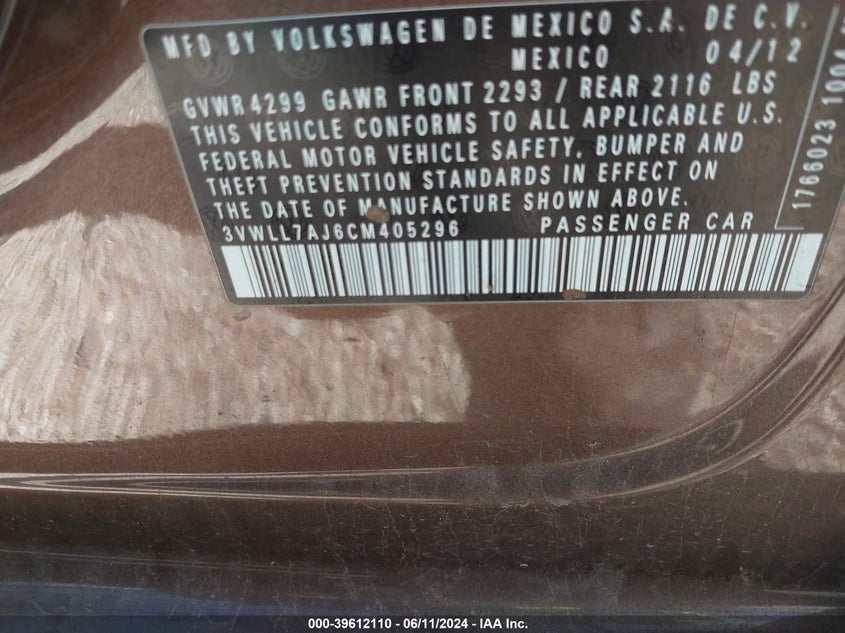 MFD BY VOLKSWAGEN DE MEXICO S.A. DE C.V.
MEXICO 04/12
GVWR 4299 GAWR FRONT 2293 / REAR 2116 LBS
THIS VEHICLE CONFORMS TO ALL APPLICABLE U.S.
FEDERAL MOTOR VEHICLE SAFETY, BUMPER AND
THEFT PREVENTION STANDARDS IN EFFECT ON
THE DATE OF MANUFACTURE SHOWN ABOVE.
3VWLL7AJ6CM405296 PASSENGER CAR
1766023 1004
000-39612110 - 06/11/2024 - IAA Inc.